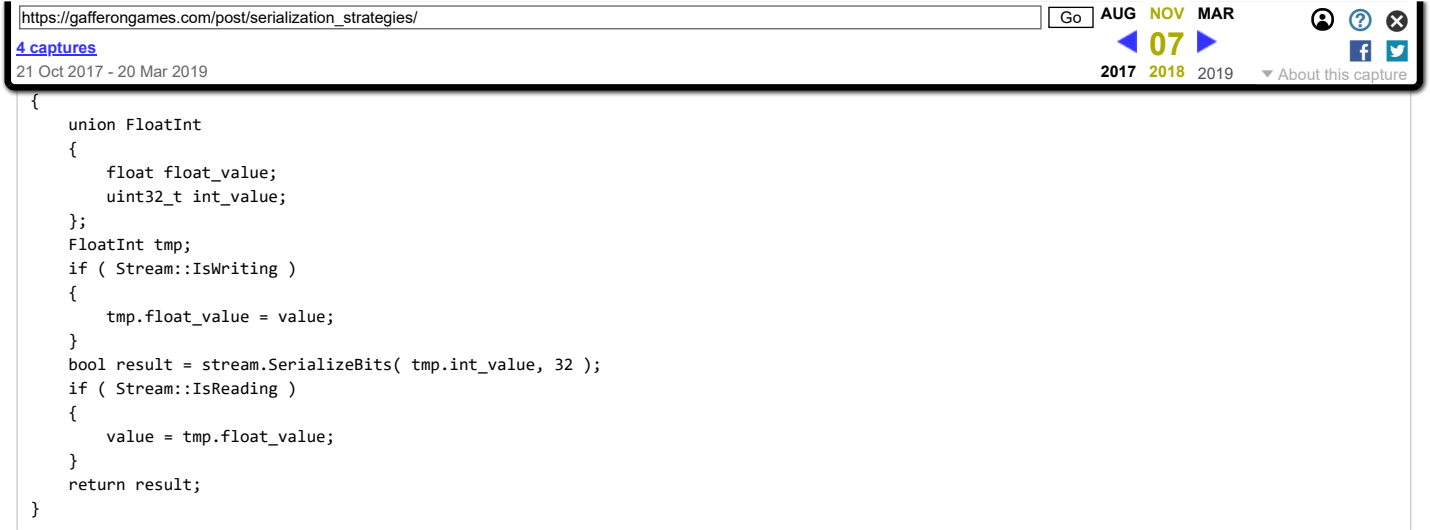 https://gafferongames.com/post/serialization_strategies/ Go AUG NOV MAR
4 captures 07
21 Oct 2017 - 20 Mar 2019 2017 2018 2019 ▼ About this capture
{
    union FloatInt
    {
        float float_value;
        uint32_t int_value;
    };
    FloatInt tmp;
    if ( Stream::IsWriting )
    {
        tmp.float_value = value;
    }
    bool result = stream.SerializeBits( tmp.int_value, 32 );
    if ( Stream::IsReading )
    {
        value = tmp.float_value;
    }
    return result;
}